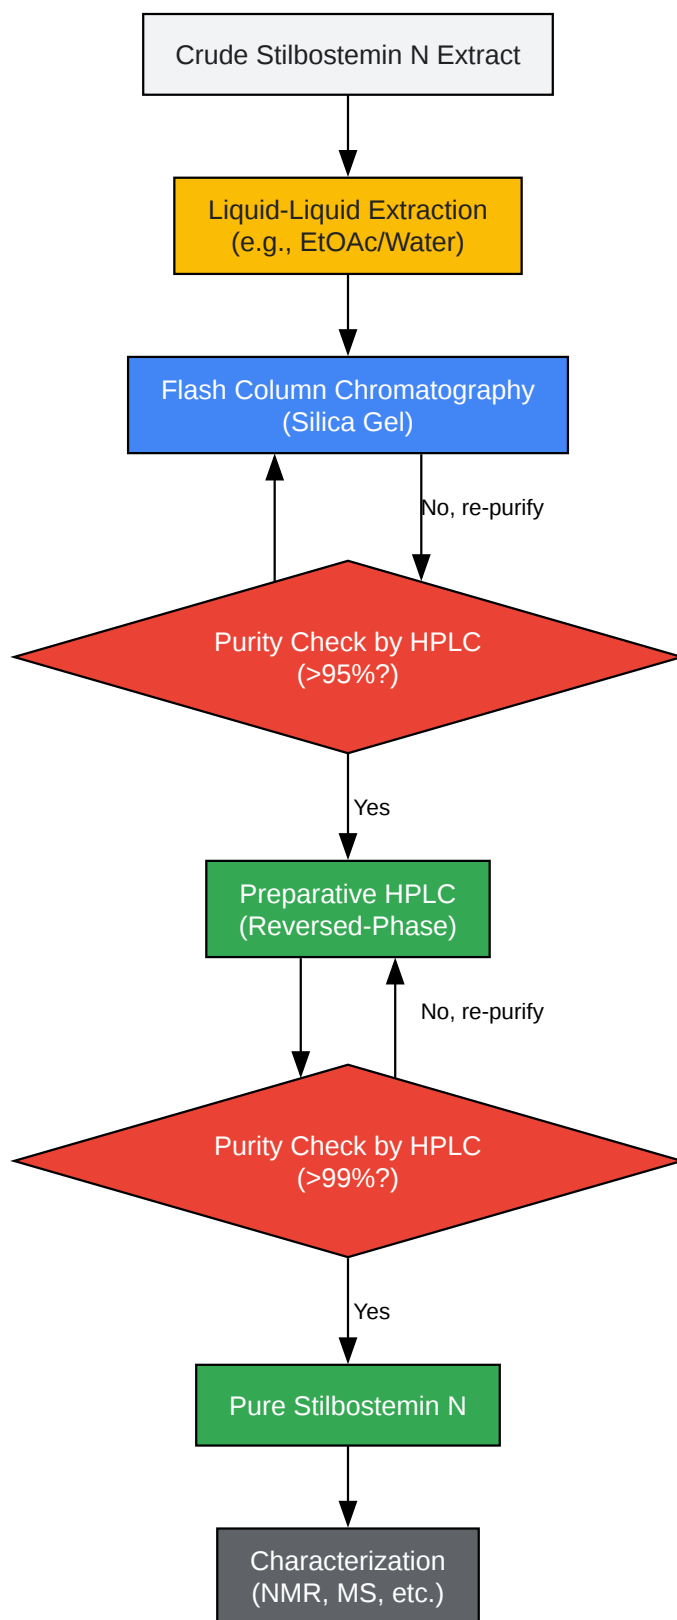 Crude Stilbostemin N Extract
Liquid-Liquid Extraction
(e.g., EtOAc/Water)
Flash Column Chromatography
(Silica Gel)
No, re-purify
Purity Check by HPLC
(>95%?)
Yes
Preparative HPLC
(Reversed-Phase)
No, re-purify
Purity Check by HPLC
(>99%?)
Yes
Pure Stilbostemin N
Characterization
(NMR, MS, etc.)